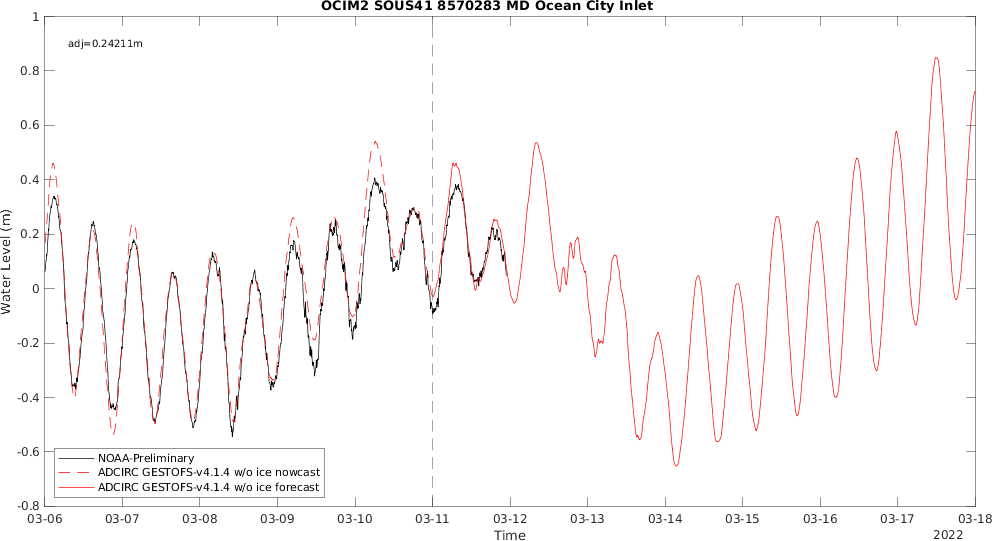 OCIM2 SOUS41 8570283 MD Ocean City Inlet
adj=0.24211m
Water Level (m)
1
0.8
0.6
0.4
0.2
0
-0.2
-0.4
-0.6
-0.8
NOAA-Preliminary
ADCIRC GESTOFS-v4.1.4 w/o ice nowcast
ADCIRC GESTOFS-v4.1.4 w/o ice forecast
03-06 03-07 03-08 03-09 03-10 03-11 03-12 03-13 03-14 03-15 03-16 03-17 03-18
Time
2022